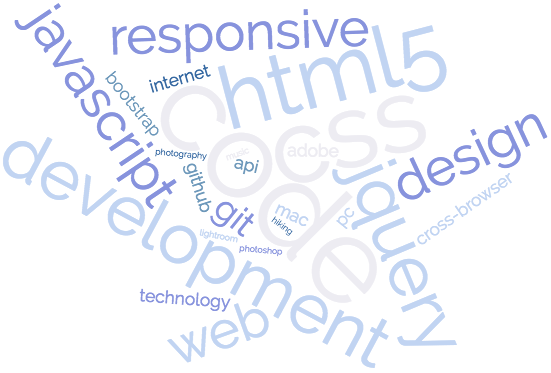 javascript
responsive
html5
bootstrap
internet
code
css
design
photography
music
api
adobe
github
git
mac
hiking
pc
jquery
cross-browser
development
lightroom
photoshop
technology
web